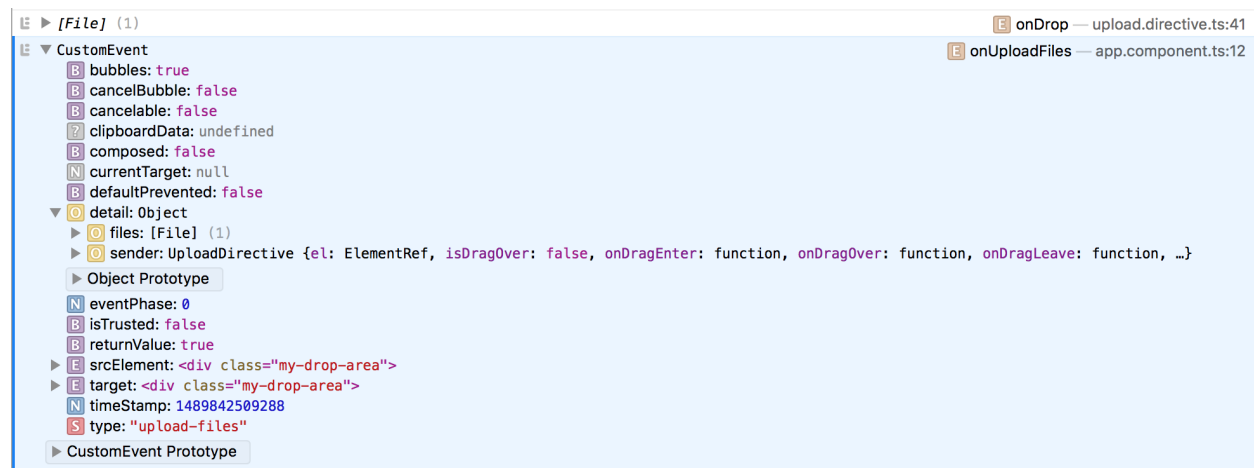 [File] (1) E onDrop — upload.directive.ts:41
CustomEvent E onUploadFiles — app.component.ts:12
B bubbles: true
B cancelBubble: false
B cancelable: false
? clipboardData: undefined
B composed: false
N currentTarget: null
B defaultPrevented: false
O detail: Object
O files: [File] (1)
O sender: UploadDirective {el: ElementRef, isDragOver: false, onDragEnter: function, onDragOver: function, onDragLeave: function, …}
Object Prototype
N eventPhase: 0
B isTrusted: false
B returnValue: true
E srcElement: <div class="my-drop-area">
E target: <div class="my-drop-area">
N timeStamp: 1489842509288
S type: "upload-files"
CustomEvent Prototype